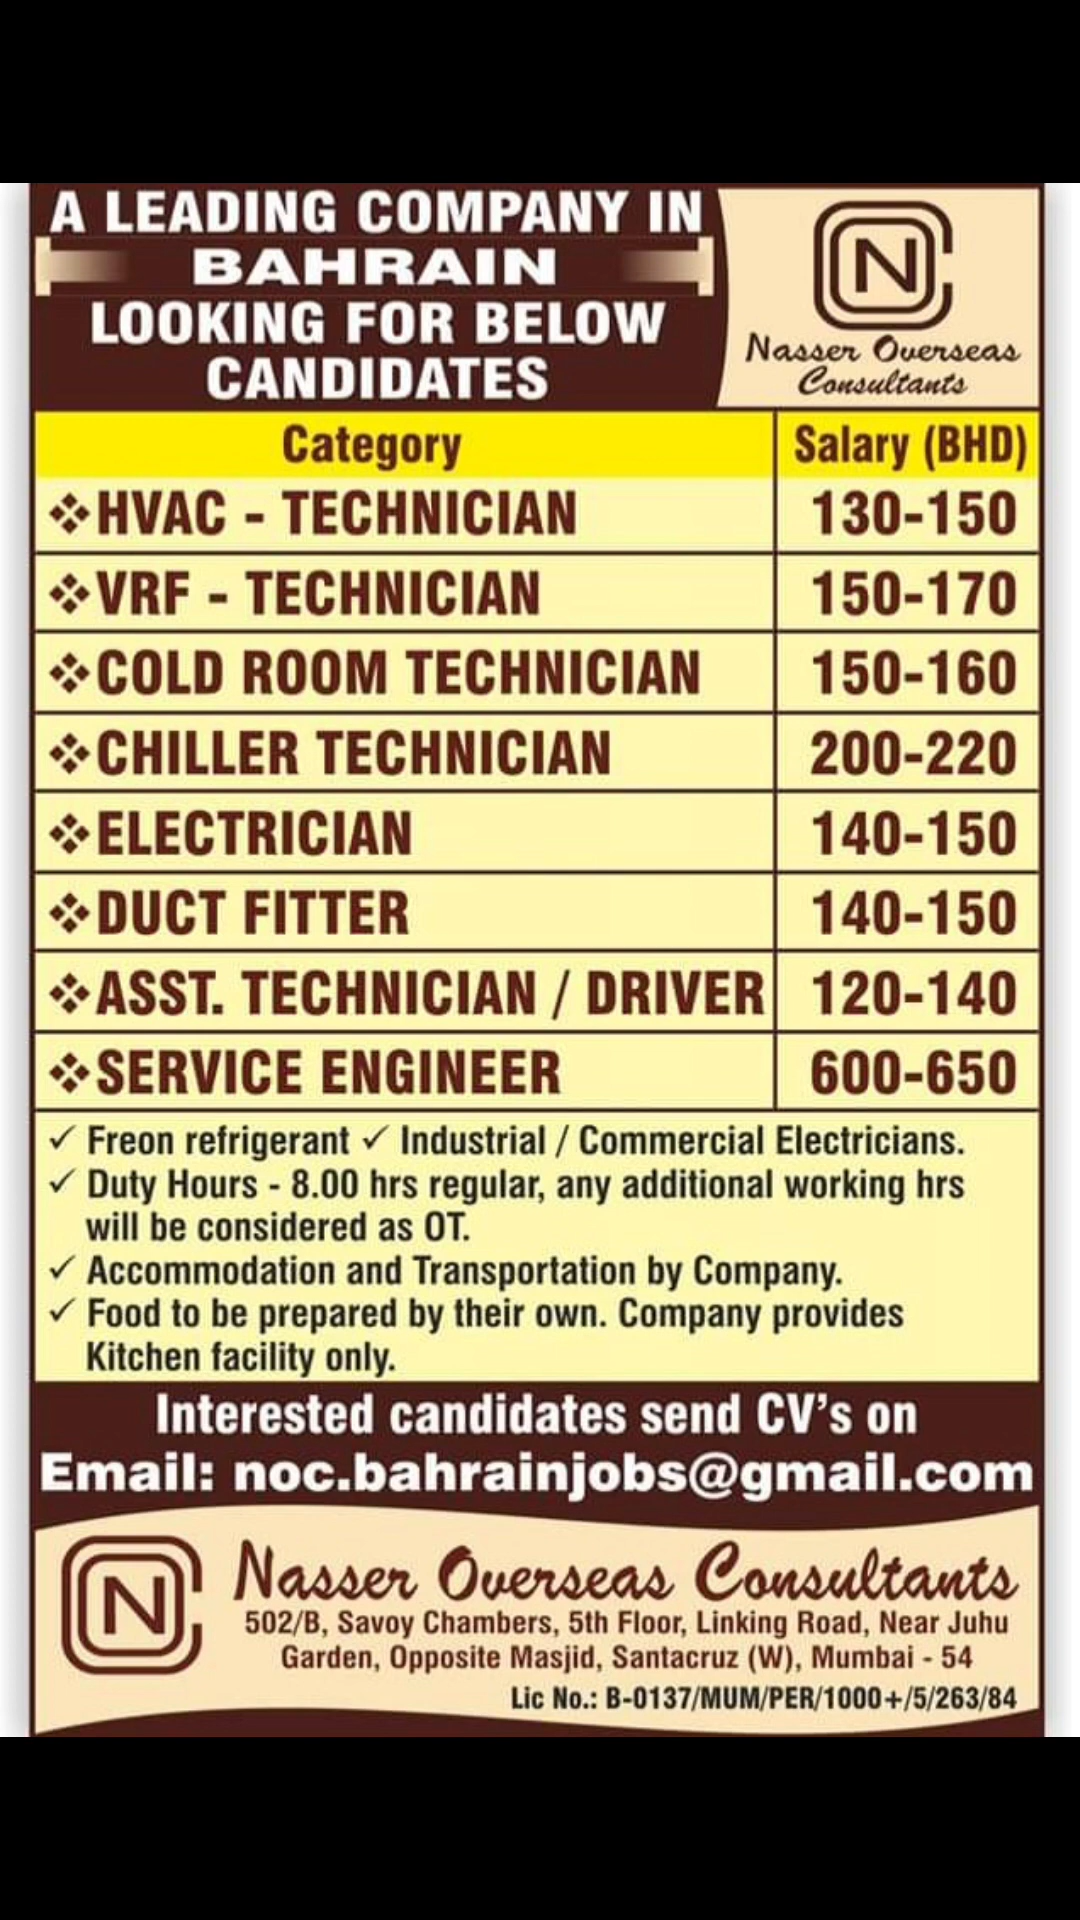 A LEADING COMPANY IN
BAHRAIN
LOOKING FOR BELOW
CANDIDATES
N
Nasser Overseas
Consultants
Category Salary (BHD)
❖HVAC - TECHNICIAN 130-150
❖VRF - TECHNICIAN 150-170
❖COLD ROOM TECHNICIAN 150-160
❖CHILLER TECHNICIAN 200-220
❖ELECTRICIAN 140-150
❖DUCT FITTER 140-150
❖ASST. TECHNICIAN / DRIVER 120-140
❖SERVICE ENGINEER 600-650
✓ Freon refrigerant ✓ Industrial / Commercial Electricians.
✓ Duty Hours - 8.00 hrs regular, any additional working hrs
will be considered as OT.
✓ Accommodation and Transportation by Company.
✓ Food to be prepared by their own. Company provides
Kitchen facility only.
Interested candidates send CV's on
Email: noc.bahrainjobs@gmail.com
N
Nasser Overseas Consultants
502/B, Savoy Chambers, 5th Floor, Linking Road, Near Juhu
Garden, Opposite Masjid, Santacruz (W), Mumbai - 54
Lic No.: B-0137/MUM/PER/1000+/5/263/84